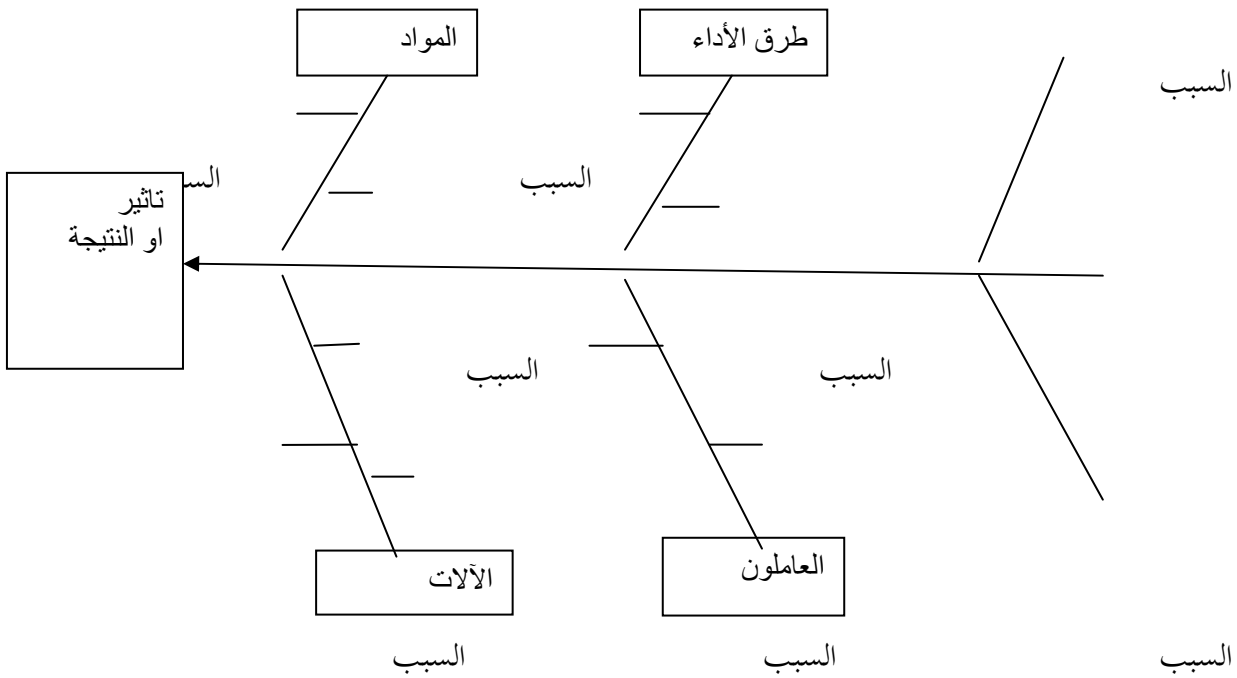 طرق الأداء
المواد
السبب
السبب
تاثير
او النتيجة
السبب
السبب
العاملون
الآلات
السبب
السبب
السبب